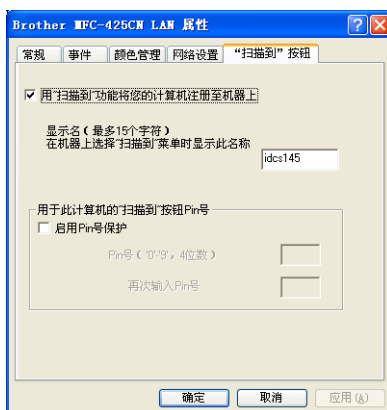 Brother MFC-425CN LAN 属性
常规 事件 颜色管理 网络设置 “扫描到”按钮
用“扫描到”功能将您的计算机注册至机器上
显示名（最多15个字符）
在机器上选择“扫描到”菜单时显示此名称
idcs145
用于此计算机的“扫描到”按钮Pin号
启用Pin号保护
Pin号（‘0’-‘9’，4位数）
再次输入Pin号
确定 取消 应用(A)